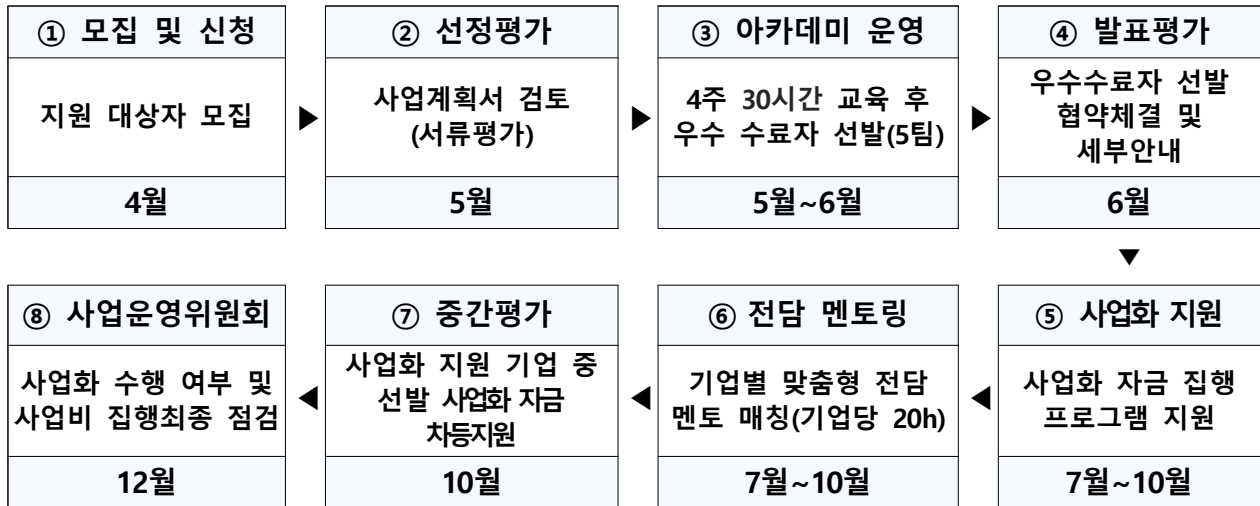 ① 모집 및 신청
지원 대상자 모집
4월
▶
② 선정평가
사업계획서 검토
(서류평가)
5월
▶
③ 아카데미 운영
4주 30시간 교육 후
우수 수료자 선발(5팀)
5월~6월
▶
④ 발표평가
우수수료자 선발
협약체결 및
세부안내
6월
▼
⑤ 사업화 지원
사업화 자금 집행
프로그램 지원
7월~10월
◀
⑥ 전담 멘토링
기업별 맞춤형 전담
멘토 매칭(기업당 20h)
7월~10월
◀
⑦ 중간평가
사업화 지원 기업 중
선발 사업화 자금
차등지원
10월
◀
⑧ 사업운영위원회
사업화 수행 여부 및
사업비 집행최종 점검
12월